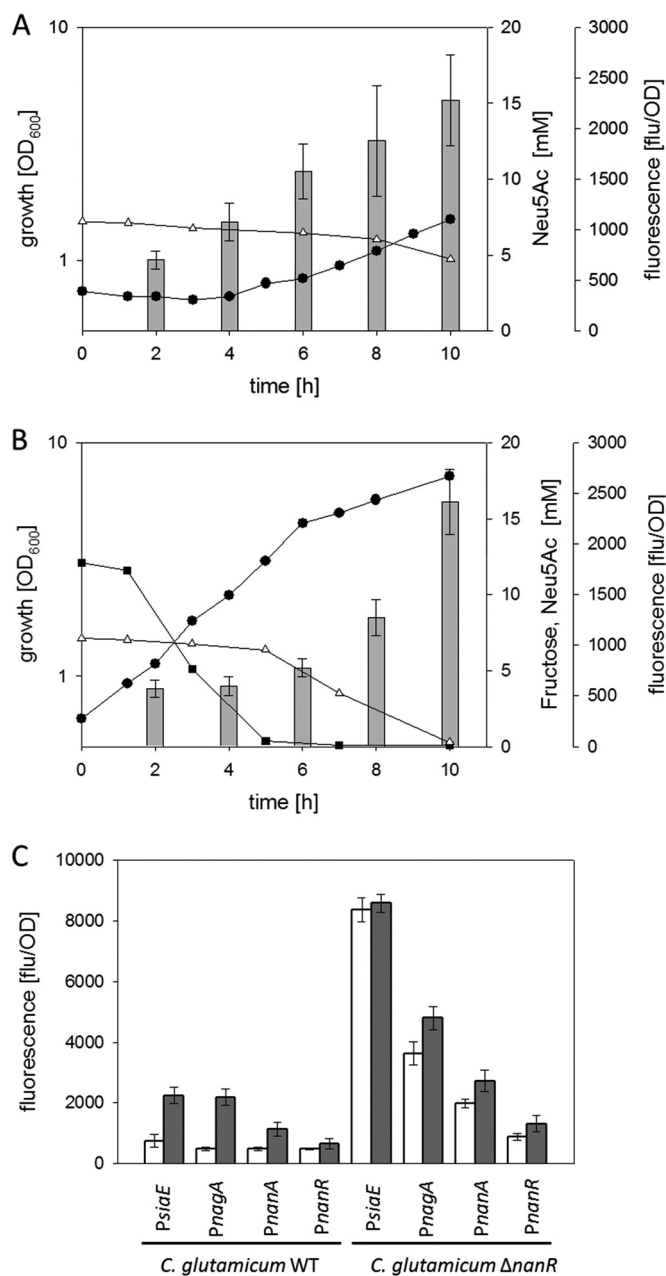 A
10
1
growth [OD600]
0 2 4 6 8 10
time [h]
20
15
10
5
0
Neu5Ac [mM]
3000
2500
2000
1500
1000
500
0
fluorescence [flu/OD]
B
10
1
growth [OD600]
0 2 4 6 8 10
time [h]
20
15
10
5
0
Fructose, Neu5Ac [mM]
3000
2500
2000
1500
1000
500
0
fluorescence [flu/OD]
C
10000
8000
6000
4000
2000
0
fluorescence [flu/OD]
PsiaE PnagA PnanA PnanR PsiaE PnagA PnanA PnanR
C. glutamicum WT C. glutamicum ΔnanR